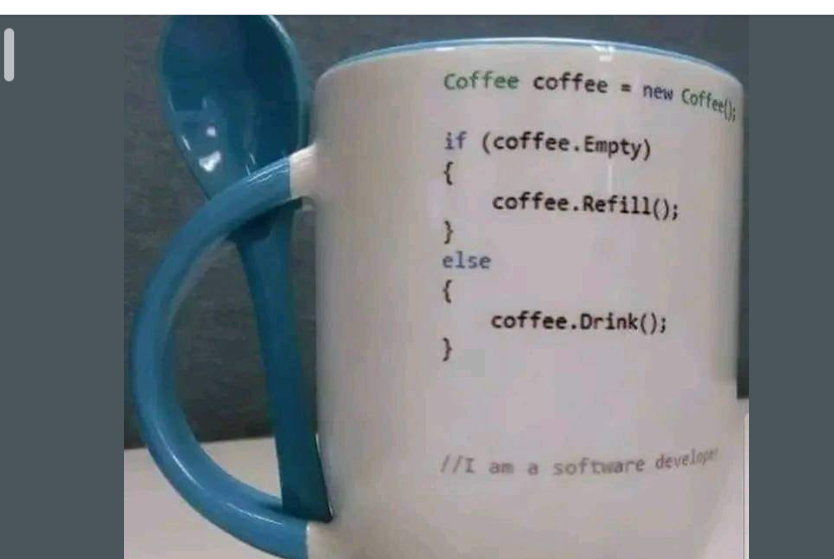 Coffee coffee = new Coffee();
if (coffee.Empty)
{
coffee.Refill();
}
else
{
coffee.Drink();
}
//I am a software developer